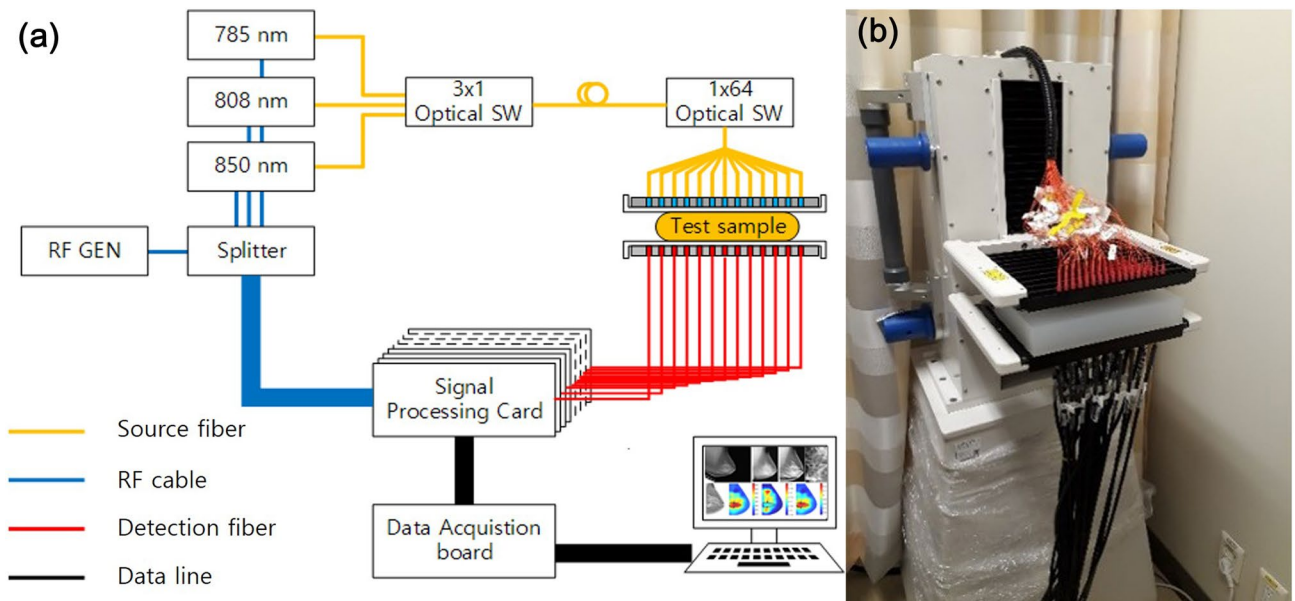 (a)
785 nm
808 nm
850 nm
3x1
Optical SW
1x64
Optical SW
Test sample
RF GEN
Splitter
Signal
Processing Card
Data Acquistion
board
Source fiber
RF cable
Detection fiber
Data line
(b)